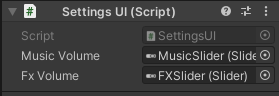 Settings UI (Script)
Script SettingsUI
Music Volume MusicSlider (Slide
Fx Volume FXSlider (Slider)